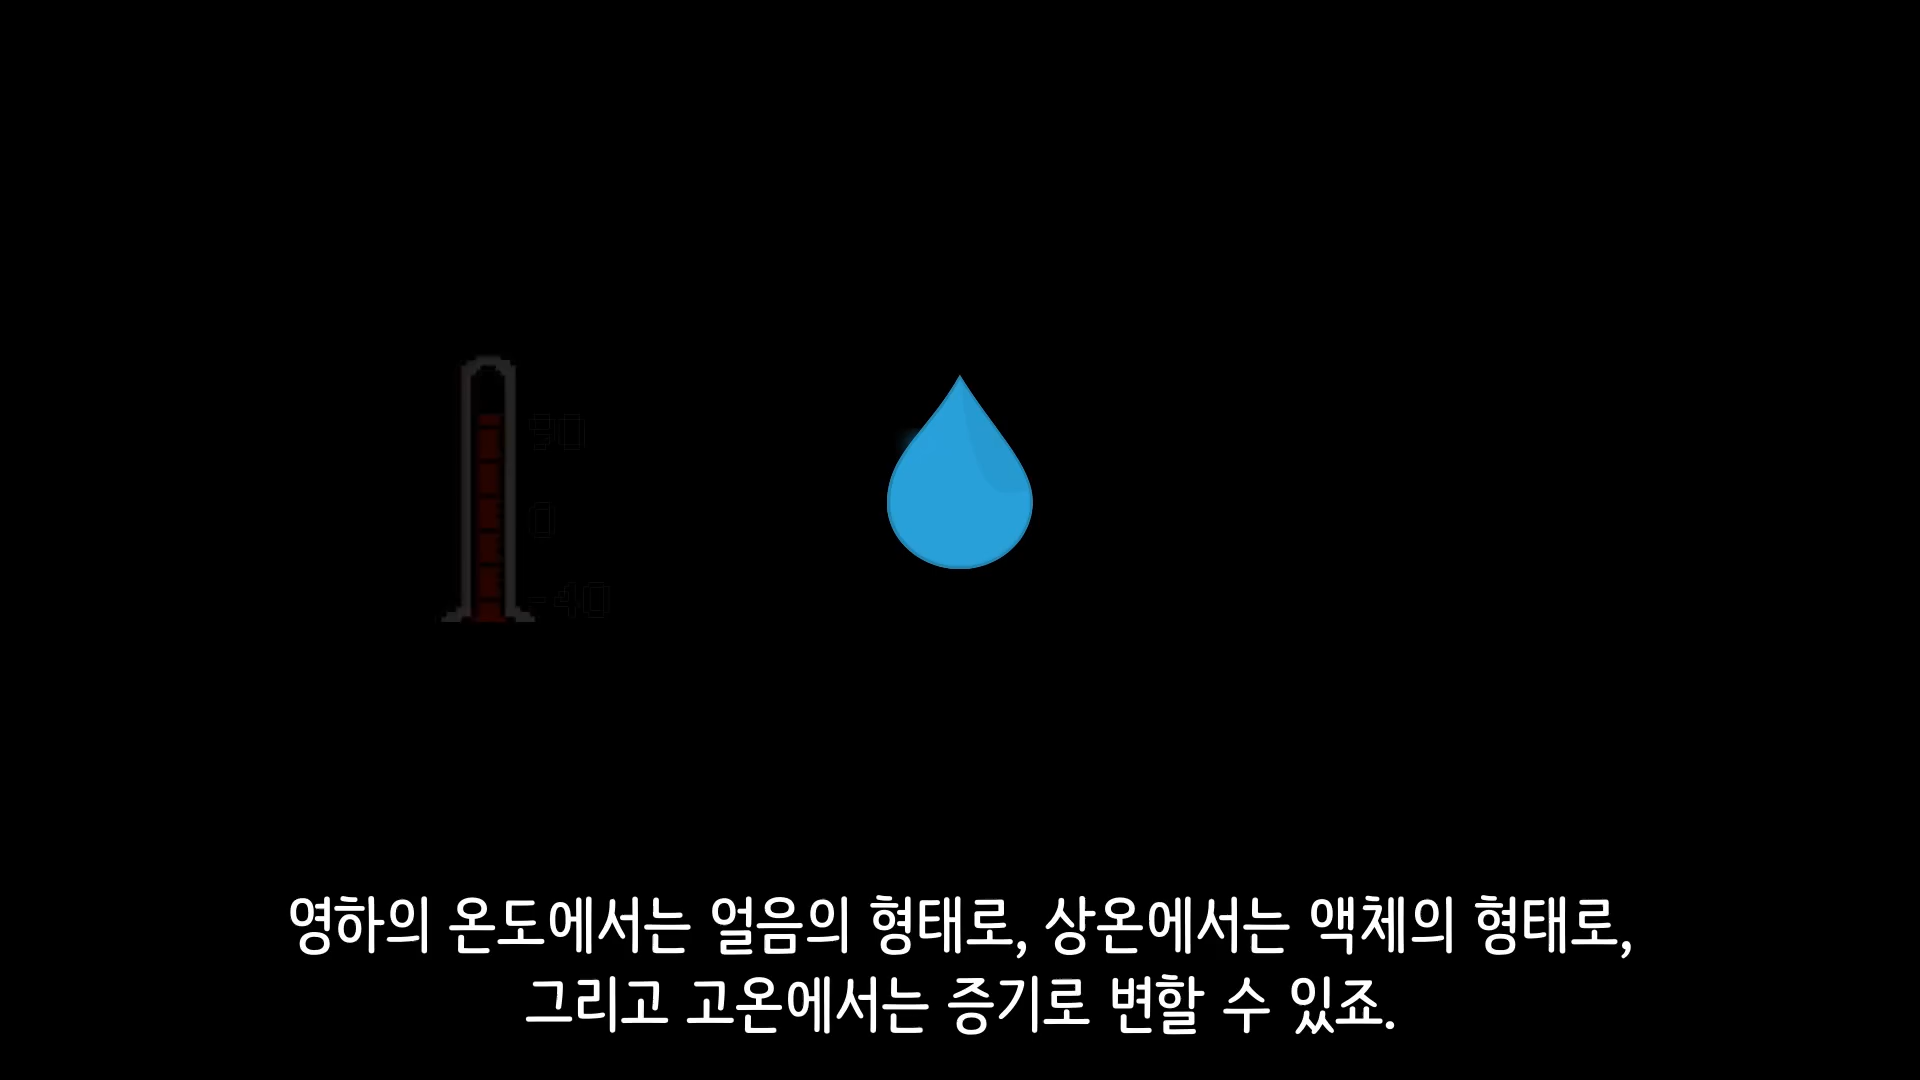 90
0
-40
영하의 온도에서는 얼음의 형태로, 상온에서는 액체의 형태로,
그리고 고온에서는 증기로 변할 수 있죠.